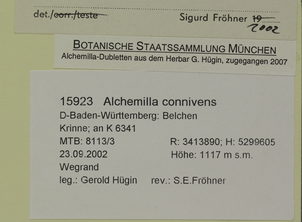 det./conf./teste Sigurd Fröhner 19
2002
BOTANISCHE STAATSSAMMLUNG MÜNCHEN
Alchemilla-Dubletten aus dem Herbar G. Hügin, zugegangen 2007
15923 Alchemilla connivens
D-Baden-Württemberg: Belchen
Krinne; an K 6341
MTB: 8113/3 R: 3413890; H: 5299605
23.09.2002 Höhe: 1117 m s.m.
Wegrand
leg.: Gerold Hügin rev.: S.E.Fröhner